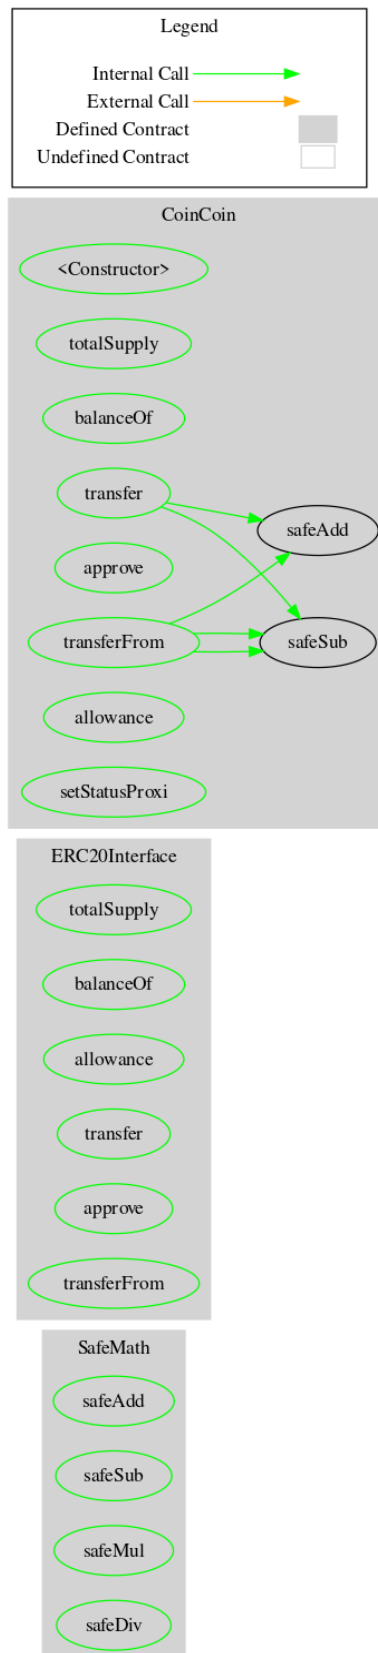 Legend
Internal Call
External Call
Defined Contract
Undefined Contract
CoinCoin
<Constructor>
totalSupply
balanceOf
transfer
safeAdd
approve
transferFrom
safeSub
allowance
setStatusProxi
ERC20Interface
totalSupply
balanceOf
allowance
transfer
approve
transferFrom
SafeMath
safeAdd
safeSub
safeMul
safeDiv